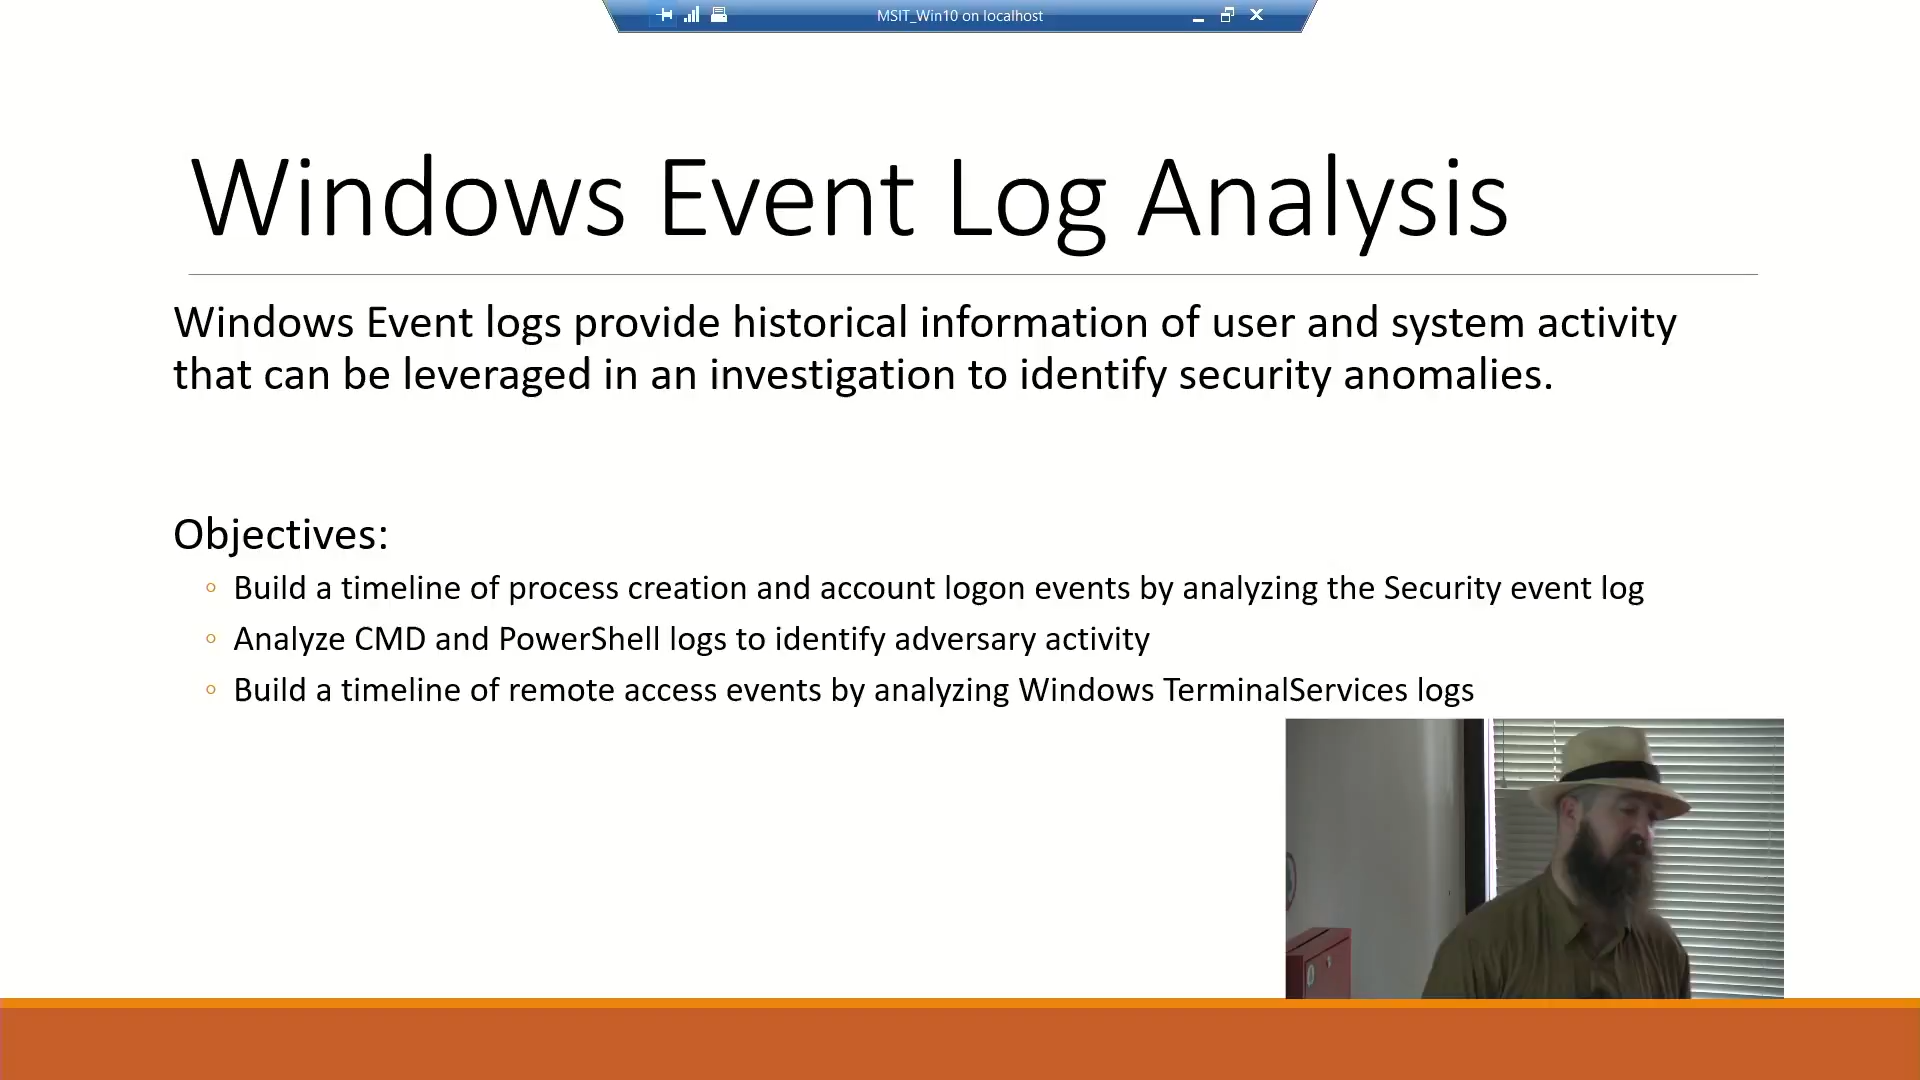 MSIT_Win10 on localhost
Windows Event Log Analysis
Windows Event logs provide historical information of user and system activity
that can be leveraged in an investigation to identify security anomalies.
Objectives:
◦ Build a timeline of process creation and account logon events by analyzing the Security event log
◦ Analyze CMD and PowerShell logs to identify adversary activity
◦ Build a timeline of remote access events by analyzing Windows TerminalServices logs